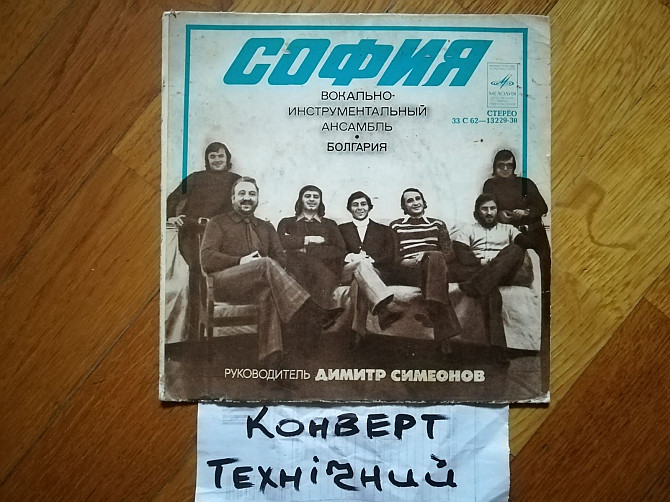 СОФИЯ
ВОКАЛЬНО-
ИНСТРУМЕНТАЛЬНЫЙ
АНСАМБЛЬ
•
БОЛГАРИЯ
МЕЛОДИЯ
СТЕРЕО
33 С 62—13229-30
РУКОВОДИТЕЛЬ ДИМИТР СИМЕОНОВ
КОНВЕРТ
ТЕХНІЧНИЙ